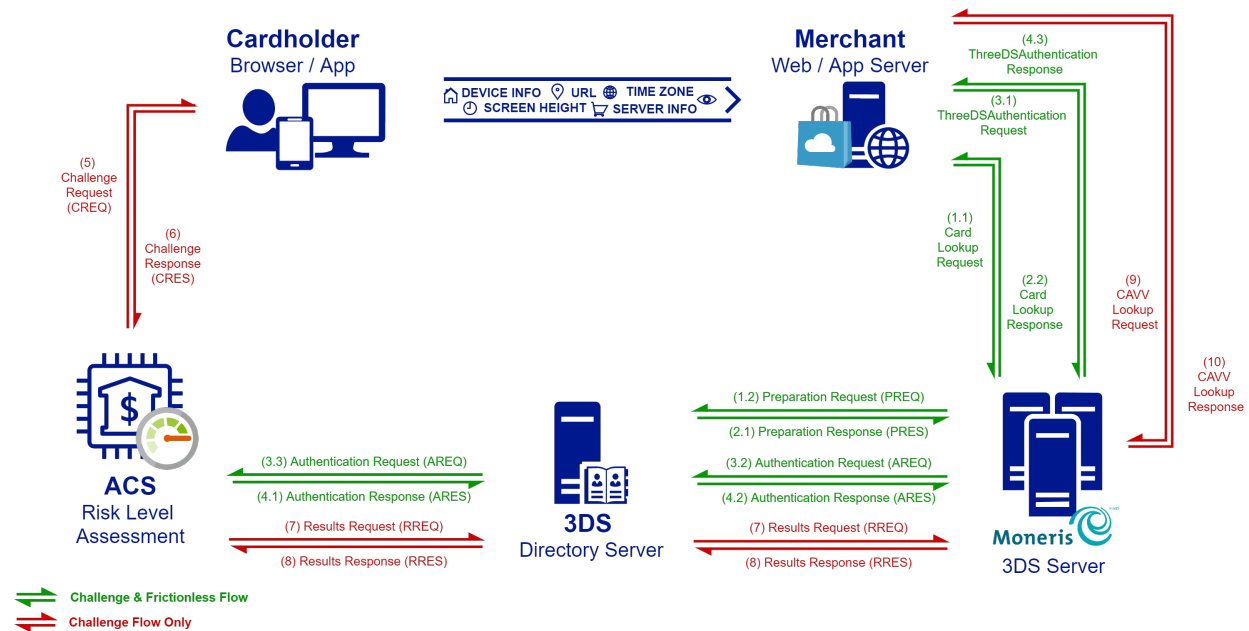 Cardholder
Browser / App
Merchant
Web / App Server
DEVICE INFO URL TIME ZONE
SCREEN HEIGHT SERVER INFO
(4.3)
ThreeDSAuthentication
Response
(3.1)
ThreeDSAuthentication
Request
(5)
Challenge
Request
(CREQ)
(6)
Challenge
Response
(CRES)
(1.1)
Card
Lookup
Request
(2.2)
Card
Lookup
Response
(9)
CAVV
Lookup
Request
(10)
CAVV
Lookup
Response
$
ACS
Risk Level
Assessment
(3.3) Authentication Request (AREQ)
(4.1) Authentication Response (ARES)
(7) Results Request (RREQ)
(8) Results Response (RRES)
3DS
Directory Server
(1.2) Preparation Request (PREQ)
(2.1) Preparation Response (PRES)
(3.2) Authentication Request (AREQ)
(4.2) Authentication Response (ARES)
(7) Results Request (RREQ)
(8) Results Response (RRES)
Moneris
3DS Server
Challenge & Frictionless Flow
Challenge Flow Only